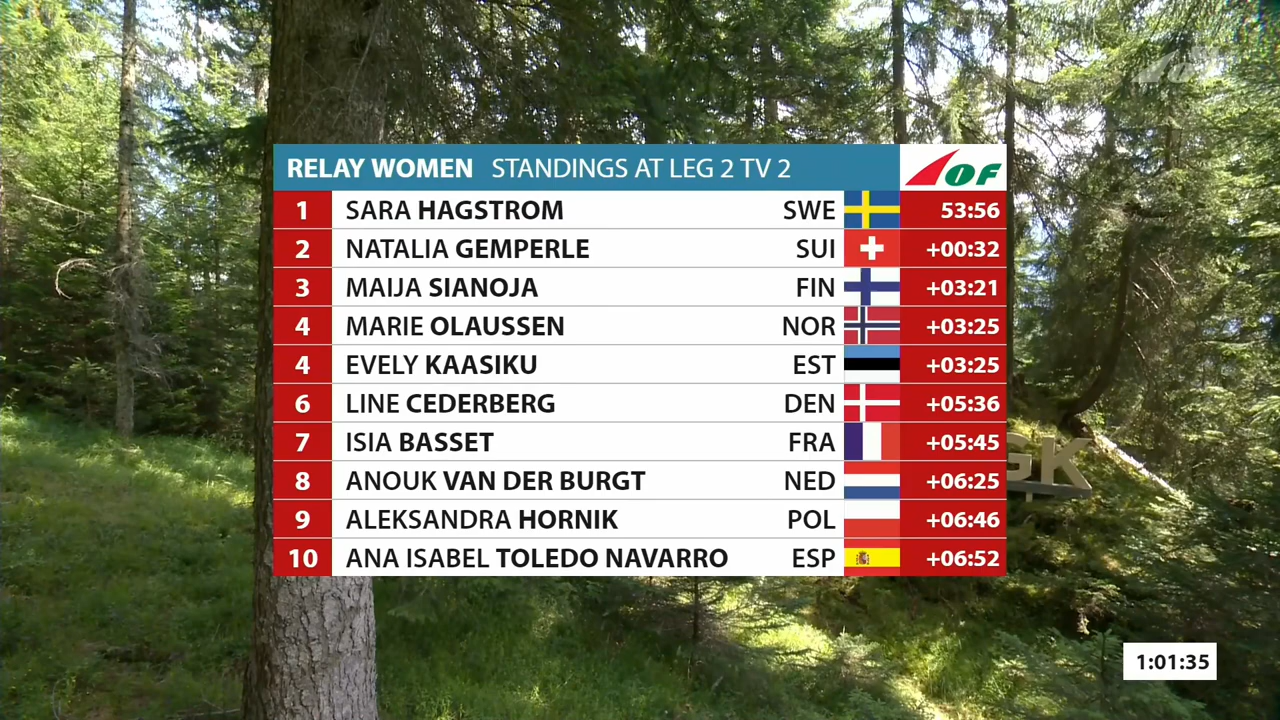 RELAY WOMEN STANDINGS AT LEG 2 TV 2 IOF
1 SARA HAGSTROM SWE 53:56
2 NATALIA GEMPERLE SUI +00:32
3 MAIJA SIANOJA FIN +03:21
4 MARIE OLAUSSEN NOR +03:25
4 EVELY KAASIKU EST +03:25
6 LINE CEDERBERG DEN +05:36
7 ISIA BASSET FRA +05:45
8 ANOUK VAN DER BURGT NED +06:25
9 ALEKSANDRA HORNIK POL +06:46
10 ANA ISABEL TOLEDO NAVARRO ESP +06:52
GK
1:01:35